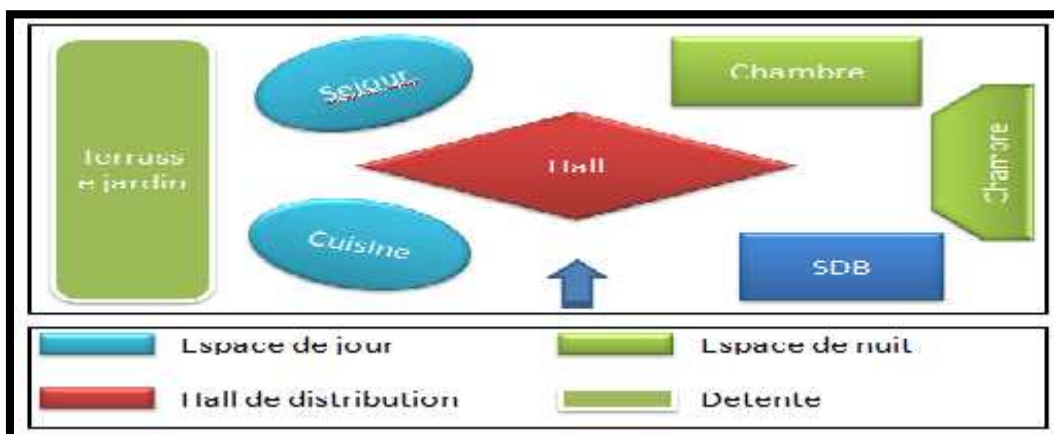 Sejour
Chambre
Terrass
e jardin
Hall
Chambre
Cuisine
SDB
Espace de jour
Espace de nuit
Hall de distribution
Detente